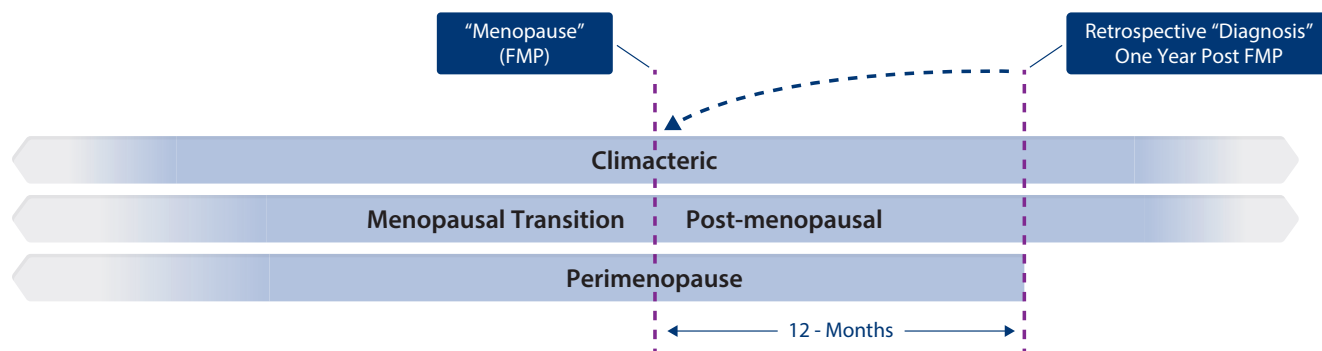 “Menopause”
(FMP)
Retrospective “Diagnosis”
One Year Post FMP
Climacteric
Menopausal Transition
Post-menopausal
Perimenopause
12 - Months